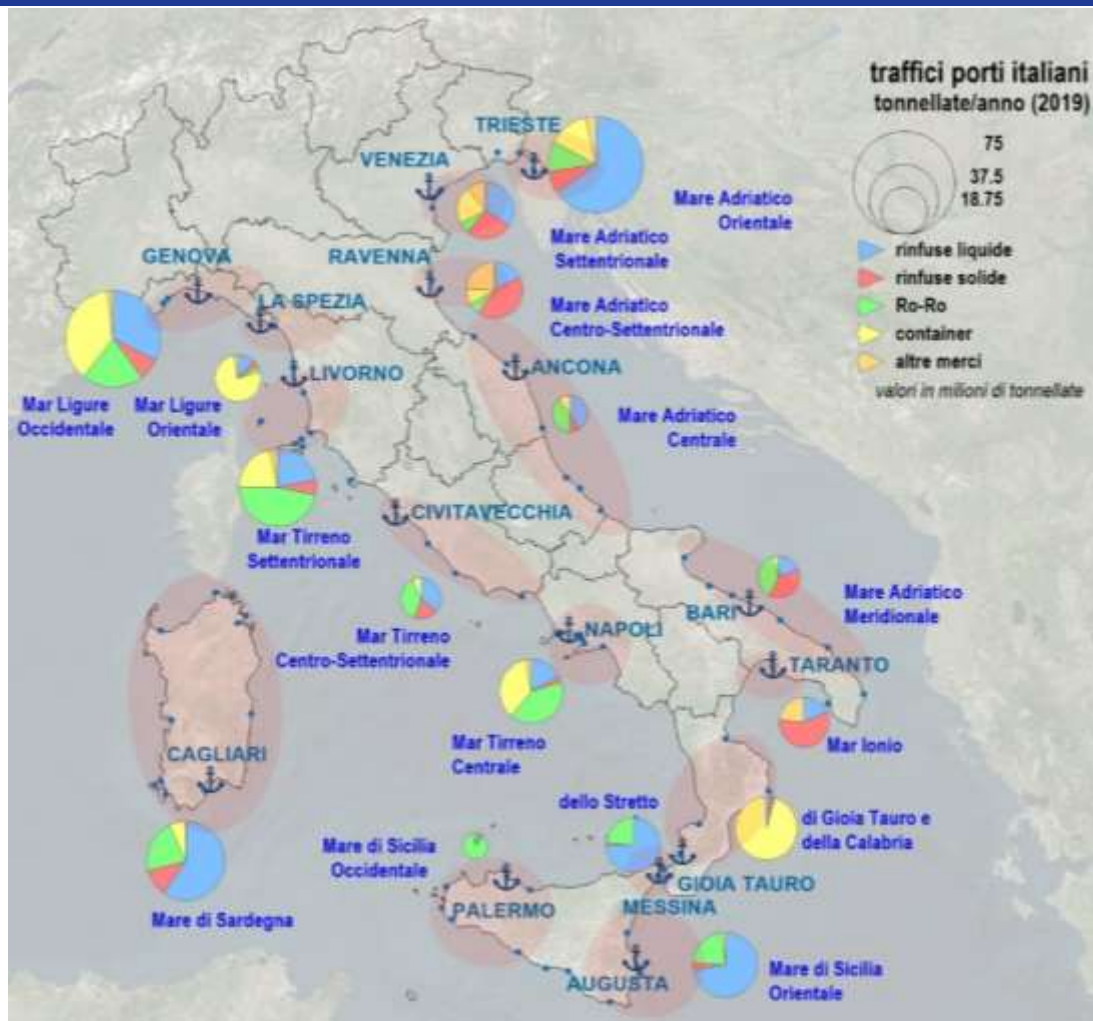 traffici porti italiani
tonnellate/anno (2019)
75
37.5
18.75
rinfuse liquide
rinfuse solide
Ro-Ro
container
altre merci
valori in milioni di tonnellate
TRIESTE
VENEZIA
Mare Adriatico
Orientale
Mare Adriatico
Settentrionale
GENOVA
RAVENNA
LA SPEZIA
Mare Adriatico
Centro-Settentrionale
LIVORNO
ANCONA
Mar Ligure
Occidentale
Mar Ligure
Orientale
Mare Adriatico
Centrale
CIVITAVECCHIA
Mar Tirreno
Settentrionale
Mare Adriatico
Meridionale
BARI
NAPOLI
Mar Tirreno
Centro-Settentrionale
TARANTO
Mar Tirreno
Centrale
Mar Ionio
CAGLIARI
dello Stretto
di Gioia Tauro e
della Calabria
Mare di Sicilia
Occidentale
GIOIA TAURO
PALERMO
MESSINA
Mare di Sardegna
AUGUSTA
Mare di Sicilia
Orientale